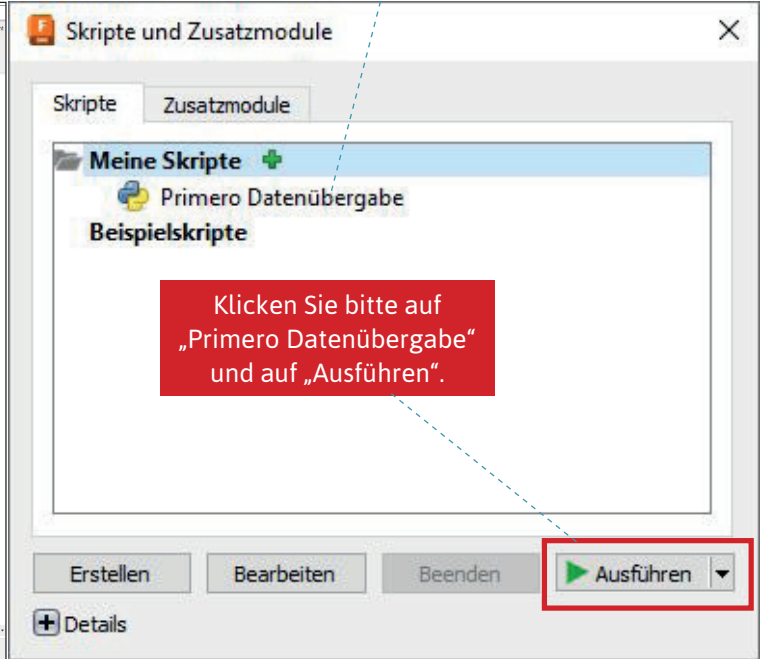 Skripte und Zusatzmodule
Skripte
Zusatzmodule
Meine Skripte
Primero Datenübergabe
Beispielskripte
Klicken Sie bitte auf
„Primero Datenübergabe“
und auf „Ausführen“.
Erstellen
Bearbeiten
Beenden
Ausführen
Details